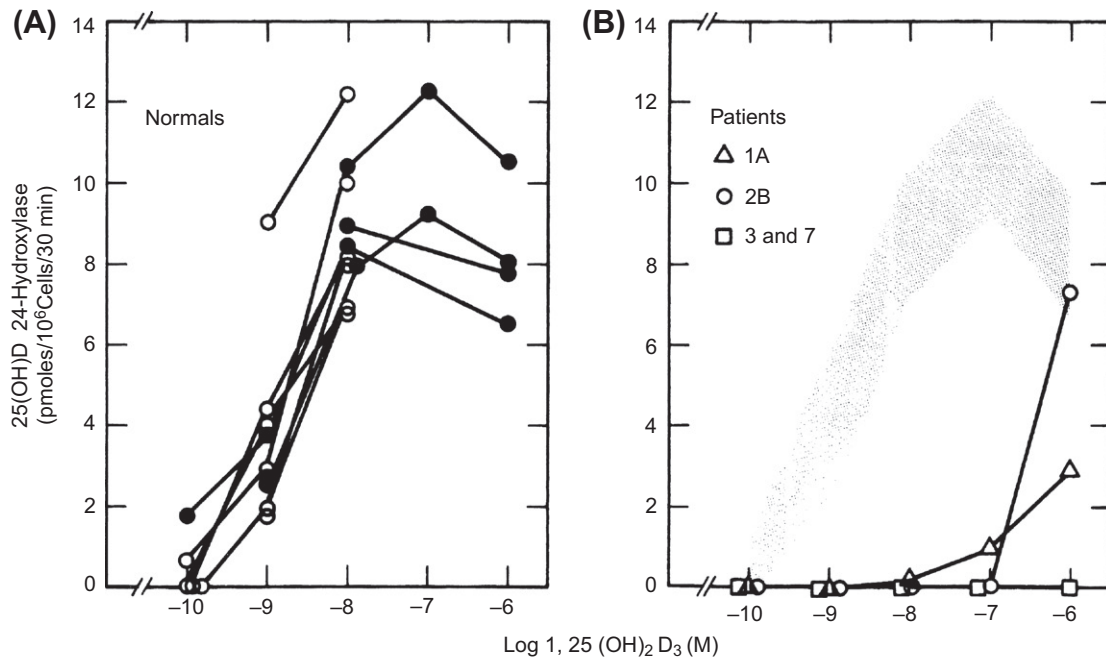 (A)
14
12
10
8
6
4
2
0
25(OH)D 24-Hydroxylase
(pmoles/10⁶Cells/30 min)
Normals
–10
–9
–8
–7
–6
(B)
14
12
10
8
6
4
2
0
Patients
1A
2B
3 and 7
–10
–9
–8
–7
–6
Log 1, 25 (OH)₂ D₃ (M)